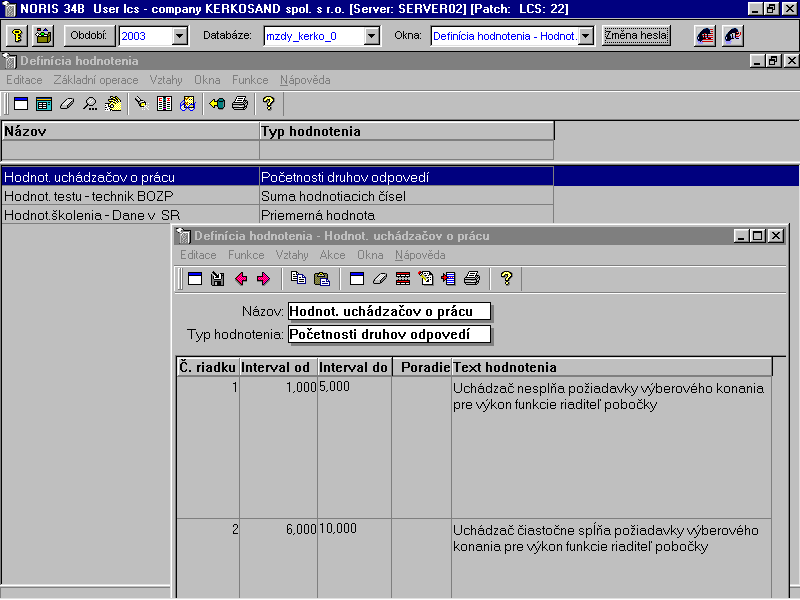 NORIS 34B User lcs - company KERKOSAND spol. s r.o. [Server: SERVER02] [Patch: LCS: 22]
Období: 2003 Databáze: mzdy_kerko_0 Okna: Definícia hodnotenia - Hodnot. Změna hesla
Definícia hodnotenia
Editace Základní operace Vztahy Okna Funkce Nápověda
Názov Typ hodnotenia
Hodnot. uchádzačov o prácu Početnosti druhov odpovedí
Hodnot. testu - technik BOZP Suma hodnotiacich čísel
Hodnot.školenia - Dane v SR Priemerná hodnota
Definícia hodnotenia - Hodnot. uchádzačov o prácu
Editace Funkce Vztahy Akce Okna Nápověda
Názov: Hodnot. uchádzačov o prácu
Typ hodnotenia: Početnosti druhov odpovedí
Č. riadku Interval od Interval do Poradie Text hodnotenia
1 1,000 5,000 Uchádzač nespĺňa požiadavky výberového konania
pre výkon funkcie riaditeľ pobočky
2 6,000 10,000 Uchádzač čiastočne spĺňa požiadavky výberového
konania pre výkon funkcie riaditeľ pobočky